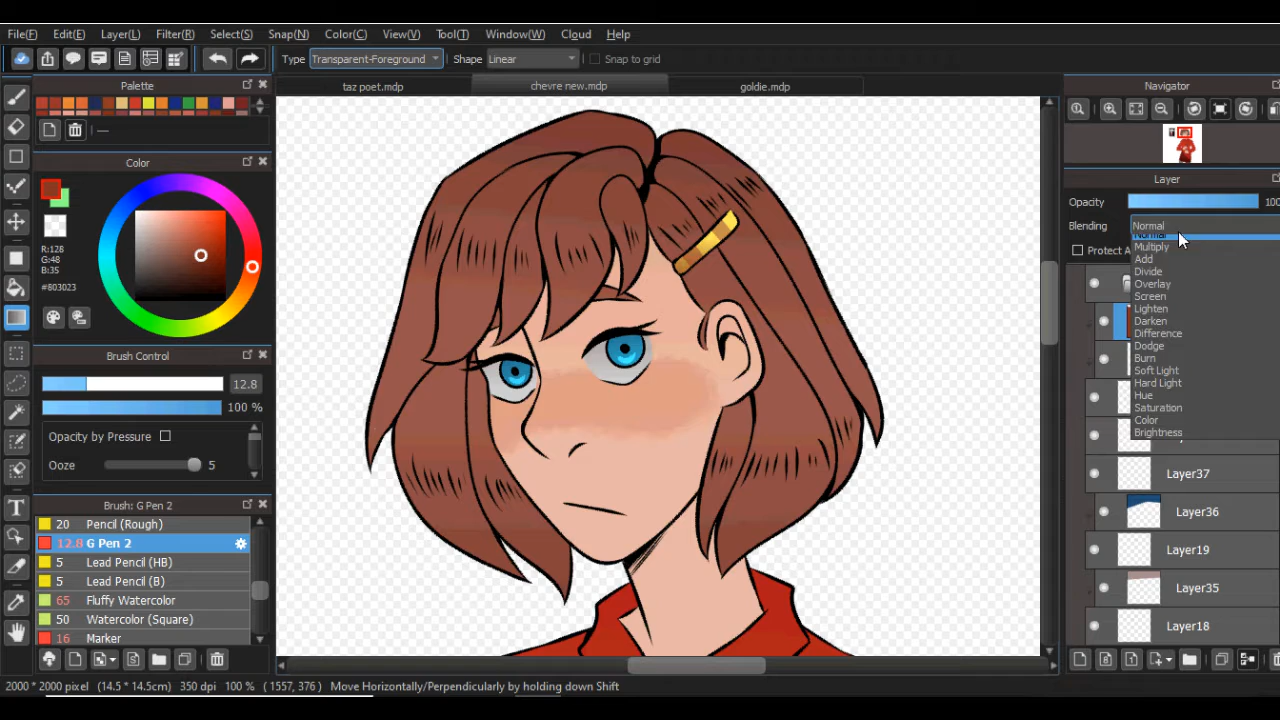 File(F) Edit(E) Layer(L) Filter(R) Select(S) Snap(N) Color(C) View(V) Tool(T) Window(W) Cloud Help
Type Transparent-Foreground Shape Linear Snap to grid
Palette
taz poet.mdp chevre new.mdp goldie.mdp
Navigator
Color
R:128
G:48
B:35
#803023
Layer
Opacity 100
Blending Normal
Protect A
Normal
Multiply
Add
Divide
Overlay
Screen
Lighten
Darken
Difference
Dodge
Burn
Soft Light
Hard Light
Hue
Saturation
Color
Brightness
Layer37
Layer36
Layer19
Layer35
Layer18
Brush Control
12.8
100 %
Opacity by Pressure
Ooze 5
Brush: G Pen 2
20 Pencil (Rough)
12.8 G Pen 2
5 Lead Pencil (HB)
5 Lead Pencil (B)
65 Fluffy Watercolor
50 Watercolor (Square)
16 Marker
2000 * 2000 pixel (14.5 * 14.5cm) 350 dpi 100 % ( 1557, 376 ) Move Horizontally/Perpendicularly by holding down Shift